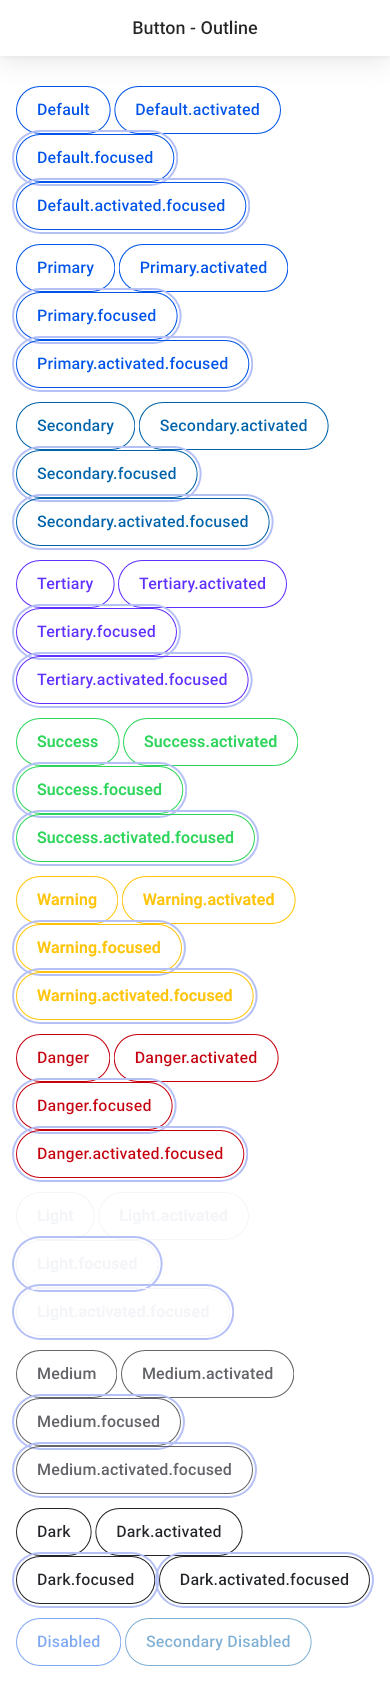 Button - Outline
Default Default.activated
Default.focused
Default.activated.focused
Primary Primary.activated
Primary.focused
Primary.activated.focused
Secondary Secondary.activated
Secondary.focused
Secondary.activated.focused
Tertiary Tertiary.activated
Tertiary.focused
Tertiary.activated.focused
Success Success.activated
Success.focused
Success.activated.focused
Warning Warning.activated
Warning.focused
Warning.activated.focused
Danger Danger.activated
Danger.focused
Danger.activated.focused
Light Light.activated
Light.focused
Light.activated.focused
Medium Medium.activated
Medium.focused
Medium.activated.focused
Dark Dark.activated
Dark.focused Dark.activated.focused
Disabled Secondary Disabled